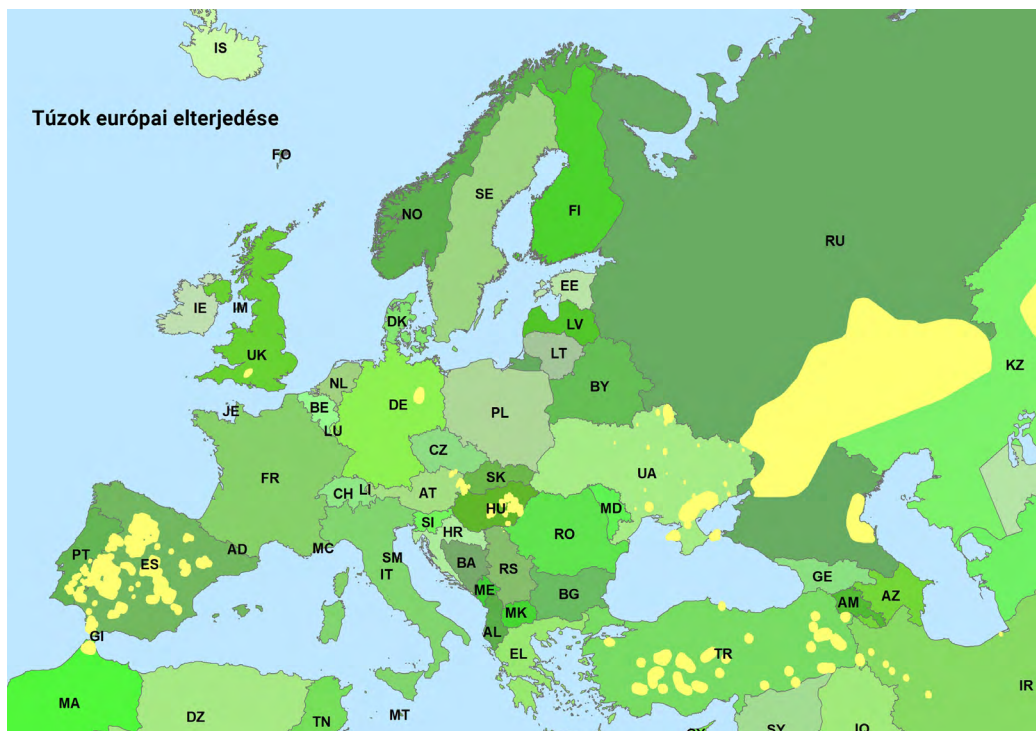 IS
Túzok európai elterjedése
FO
SE
NO
FI
RU
EE
IE
IM
DK
LV
LT
UK
KZ
NL
DE
BY
JE
BE
PL
LU
CZ
UA
FR
SK
CH
LI
AT
HU
MD
SI
HR
RO
MC
PT
ES
AD
SM
IT
BA
RS
GE
ME
BG
AZ
AM
MK
GI
AL
EL
TR
IR
MA
DZ
TN
MT
CY
SY
IQ